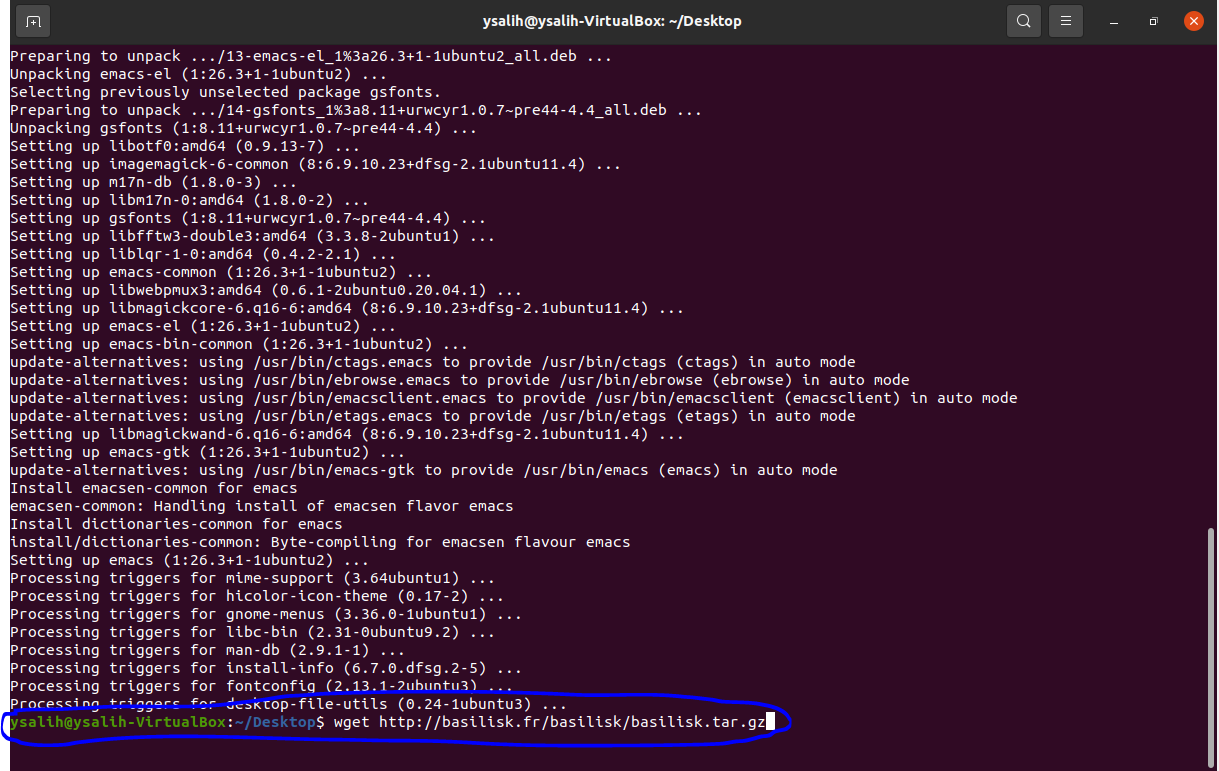 ysalih@ysalih-VirtualBox: ~/Desktop
Preparing to unpack .../13-emacs-el_1%3a26.3+1-1ubuntu2_all.deb ...
Unpacking emacs-el (1:26.3+1-1ubuntu2) ...
Selecting previously unselected package gsfonts.
Preparing to unpack .../14-gsfonts_1%3a8.11+urwcyr1.0.7~pre44-4.4_all.deb ...
Unpacking gsfonts (1:8.11+urwcyr1.0.7~pre44-4.4) ...
Setting up libotf0:amd64 (0.9.13-7) ...
Setting up imagemagick-6-common (8:6.9.10.23+dfsg-2.1ubuntu11.4) ...
Setting up m17n-db (1.8.0-3) ...
Setting up libm17n-0:amd64 (1.8.0-2) ...
Setting up gsfonts (1:8.11+urwcyr1.0.7~pre44-4.4) ...
Setting up libfftw3-double3:amd64 (3.3.8-2ubuntu1) ...
Setting up liblqr-1-0:amd64 (0.4.2-2.1) ...
Setting up emacs-common (1:26.3+1-1ubuntu2) ...
Setting up libwebpmux3:amd64 (0.6.1-2ubuntu0.20.04.1) ...
Setting up libmagickcore-6.q16-6:amd64 (8:6.9.10.23+dfsg-2.1ubuntu11.4) ...
Setting up emacs-el (1:26.3+1-1ubuntu2) ...
Setting up emacs-bin-common (1:26.3+1-1ubuntu2) ...
update-alternatives: using /usr/bin/ctags.emacs to provide /usr/bin/ctags (ctags) in auto mode
update-alternatives: using /usr/bin/ebrowse.emacs to provide /usr/bin/ebrowse (ebrowse) in auto mode
update-alternatives: using /usr/bin/emacsclient.emacs to provide /usr/bin/emacsclient (emacsclient) in auto mode
update-alternatives: using /usr/bin/etags.emacs to provide /usr/bin/etags (etags) in auto mode
Setting up libmagickwand-6.q16-6:amd64 (8:6.9.10.23+dfsg-2.1ubuntu11.4) ...
Setting up emacs-gtk (1:26.3+1-1ubuntu2) ...
update-alternatives: using /usr/bin/emacs-gtk to provide /usr/bin/emacs (emacs) in auto mode
Install emacsen-common for emacs
emacsen-common: Handling install of emacsen flavor emacs
Install dictionaries-common for emacs
install/dictionaries-common: Byte-compiling for emacsen flavour emacs
Setting up emacs (1:26.3+1-1ubuntu2) ...
Processing triggers for mime-support (3.64ubuntu1) ...
Processing triggers for hicolor-icon-theme (0.17-2) ...
Processing triggers for gnome-menus (3.36.0-1ubuntu1) ...
Processing triggers for libc-bin (2.31-0ubuntu9.2) ...
Processing triggers for man-db (2.9.1-1) ...
Processing triggers for install-info (6.7.0.dfsg.2-5) ...
Processing triggers for fontconfig (2.13.1-2ubuntu3) ...
Processing triggers for desktop-file-utils (0.24-1ubuntu3) ...
ysalih@ysalih-VirtualBox:~/Desktop$ wget http://basilisk.fr/basilisk/basilisk.tar.gz